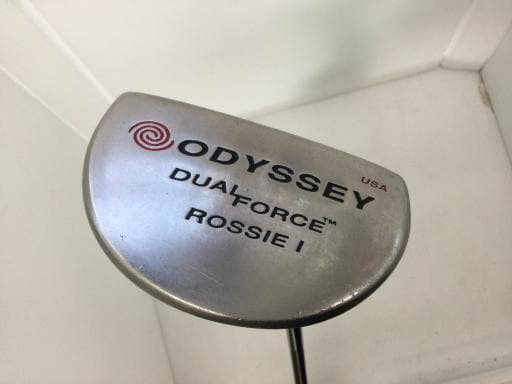 ODYSSEY USA
DUAL FORCE™
ROSSIE I